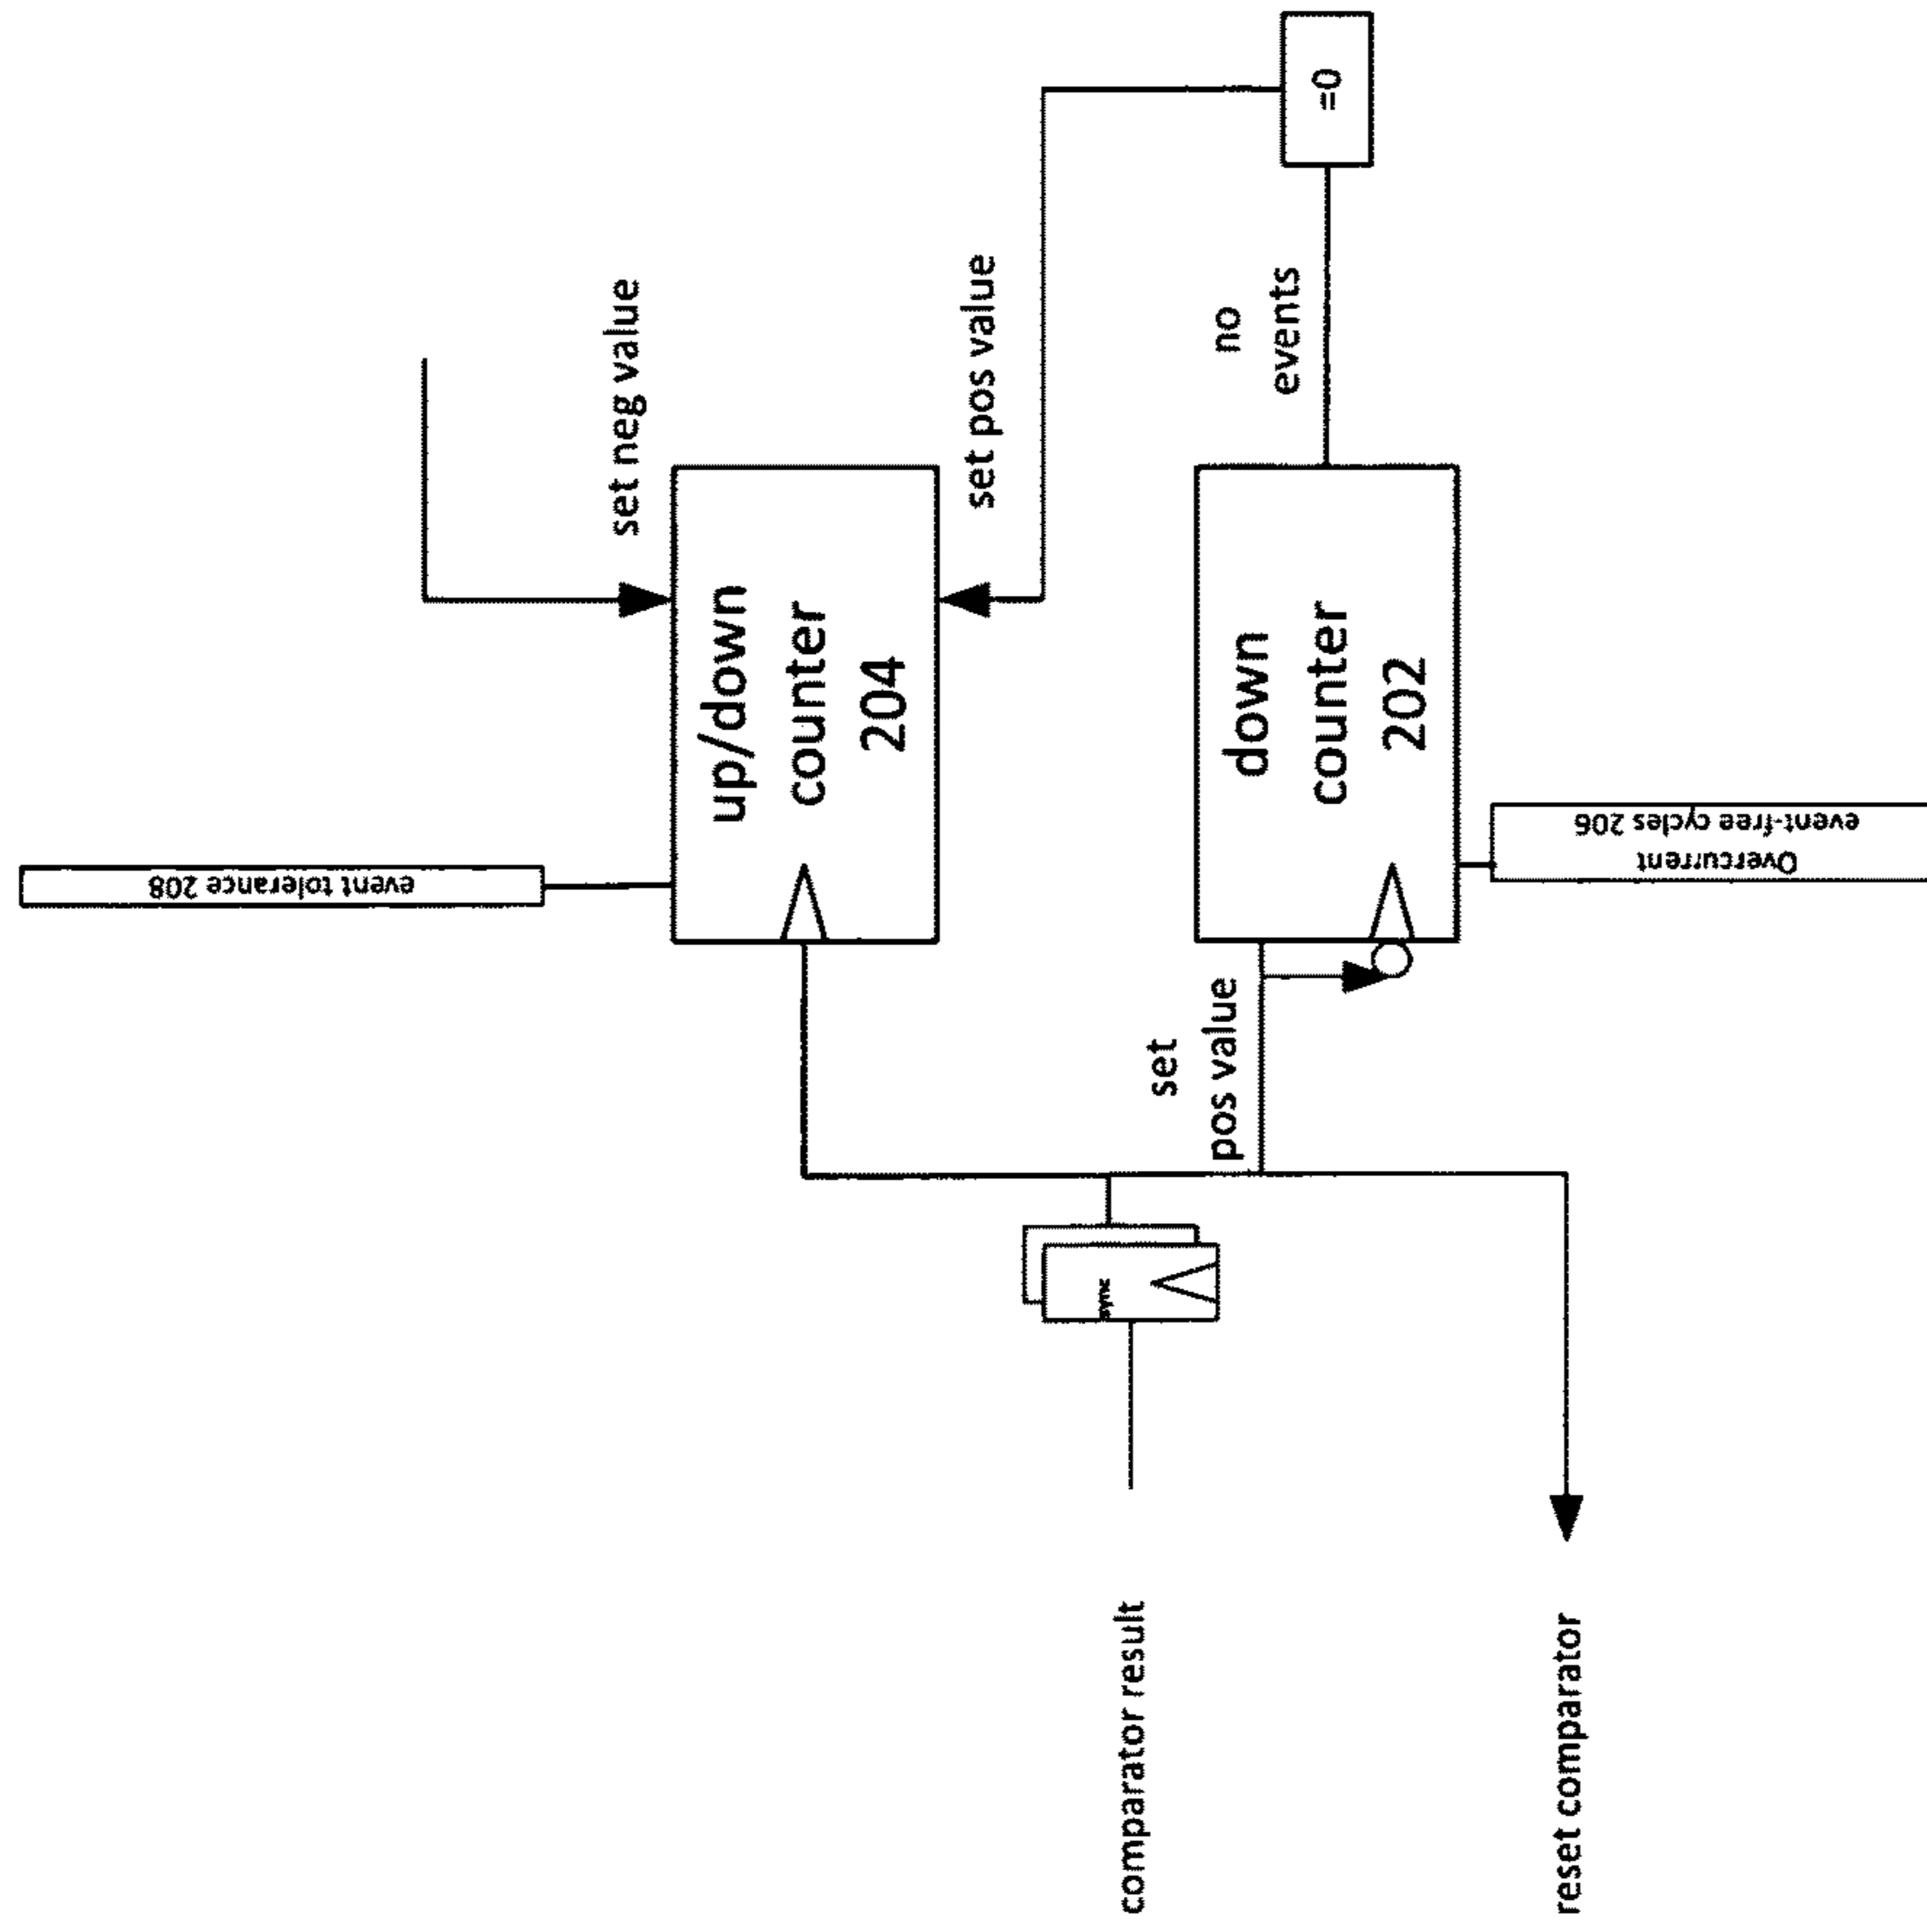 event tolerance 208
set neg value
up/down
counter
204
set pos value
=0
no
events
down
counter
202
Overcurrent
event-free cycles 206
set
pos value
sync
comparator result
reset comparator